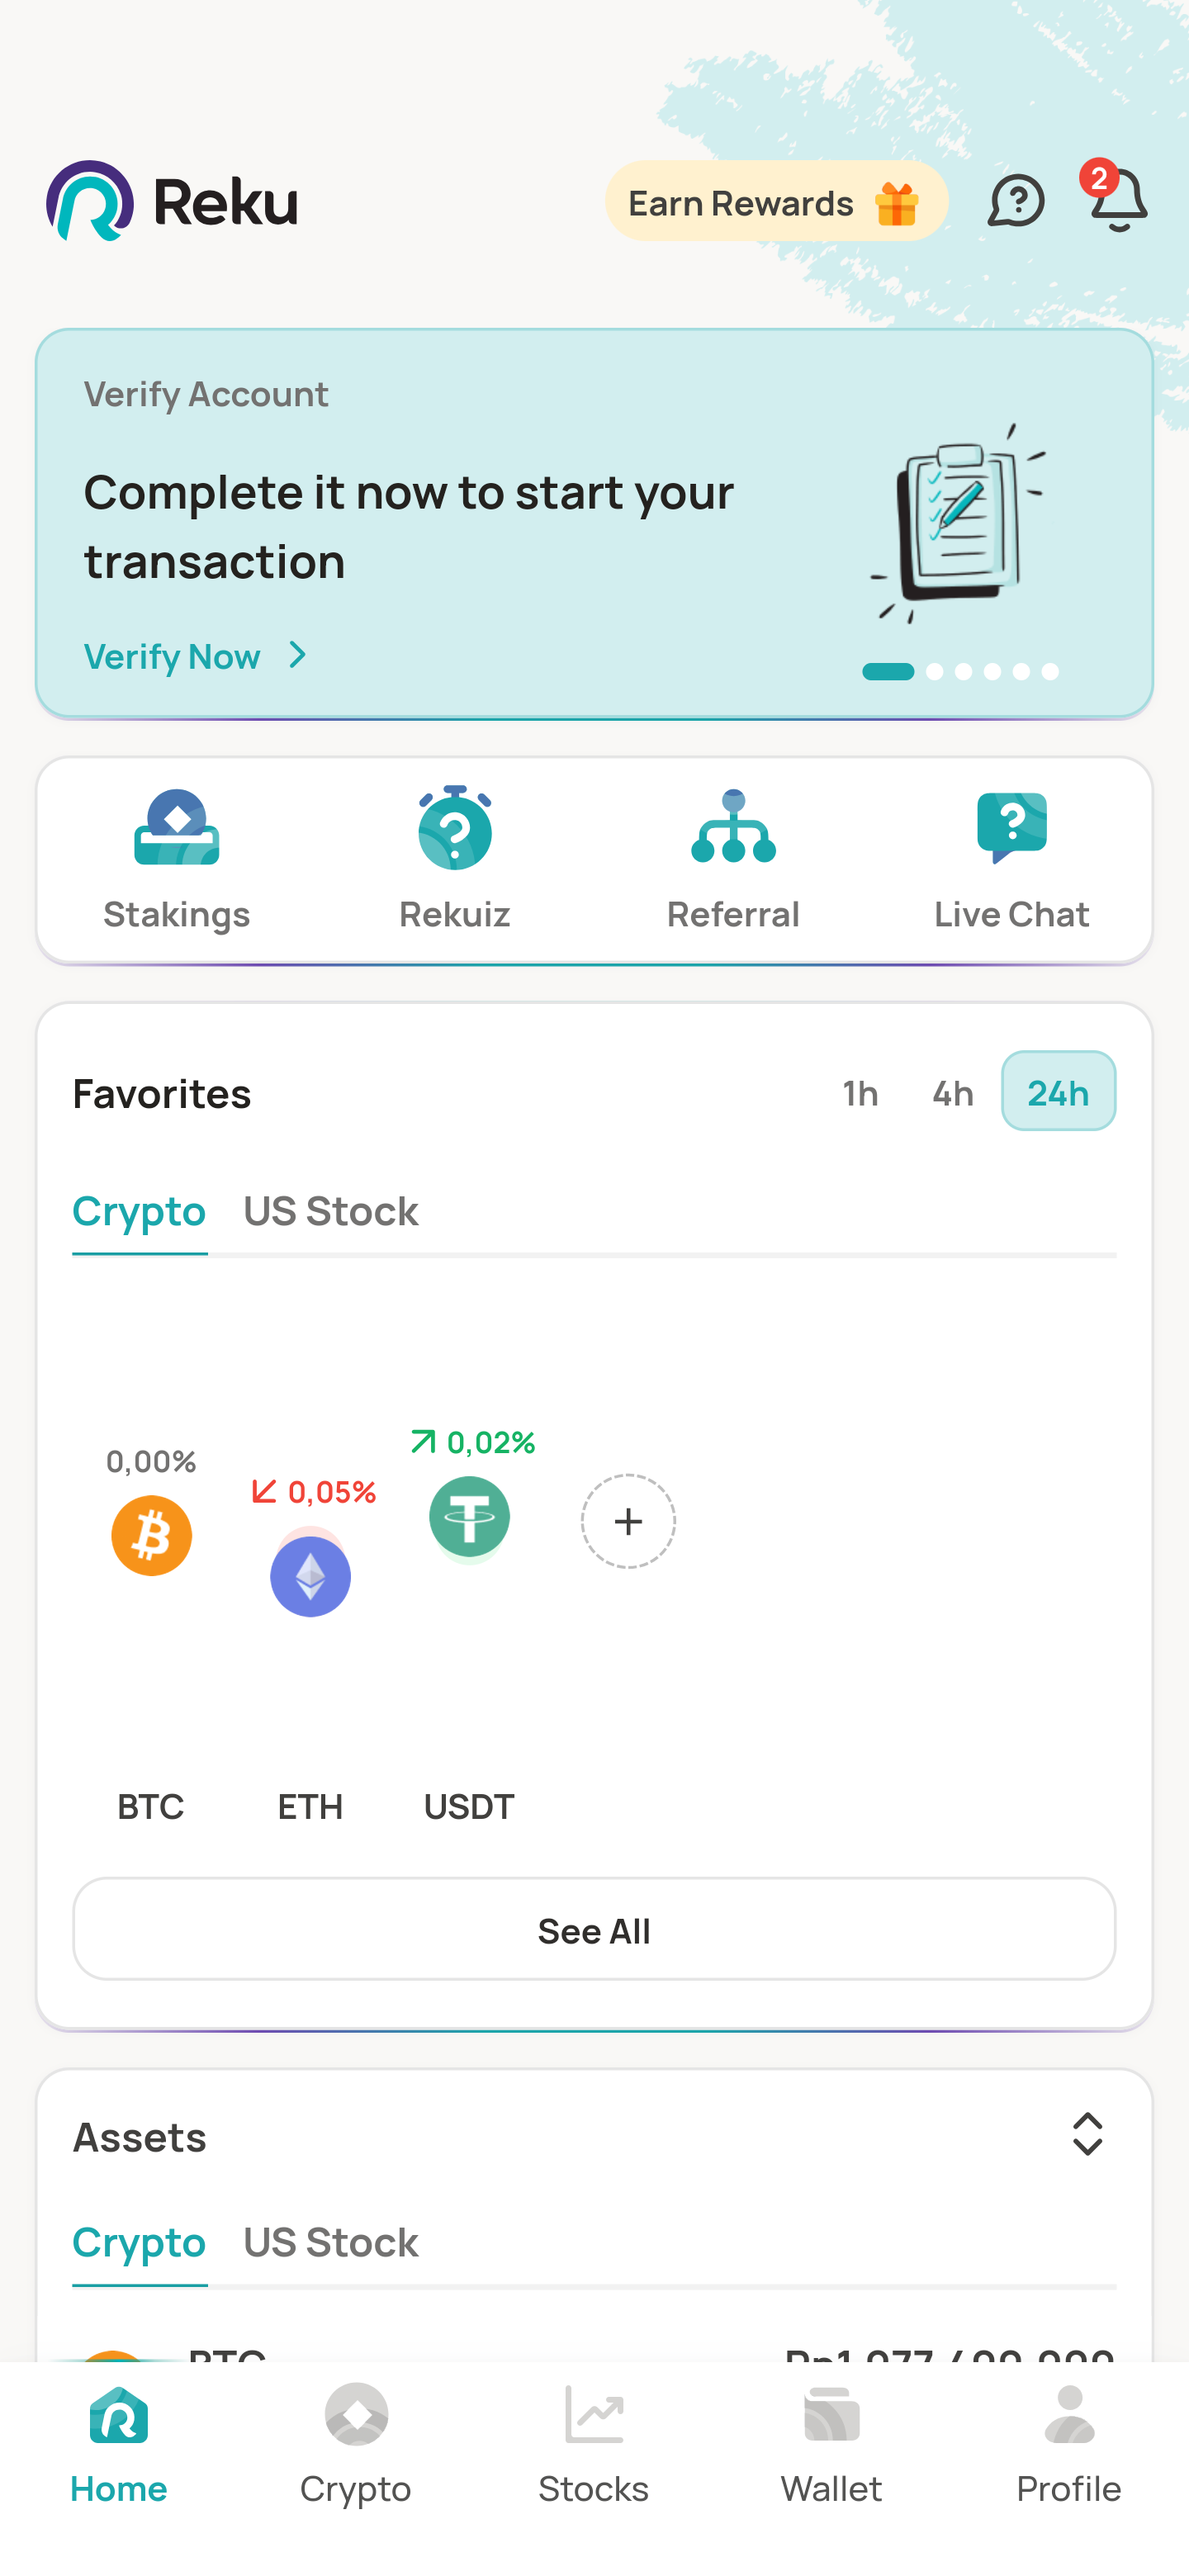 Reku
Earn Rewards
2
Verify Account
Complete it now to start your
transaction
Verify Now
Stakings
Rekuiz
Referral
Live Chat
Favorites
1h
4h
24h
Crypto
US Stock
0,00%
0,05%
0,02%
BTC
ETH
USDT
See All
Assets
Crypto
US Stock
BTC
Home
Crypto
Stocks
Wallet
Profile